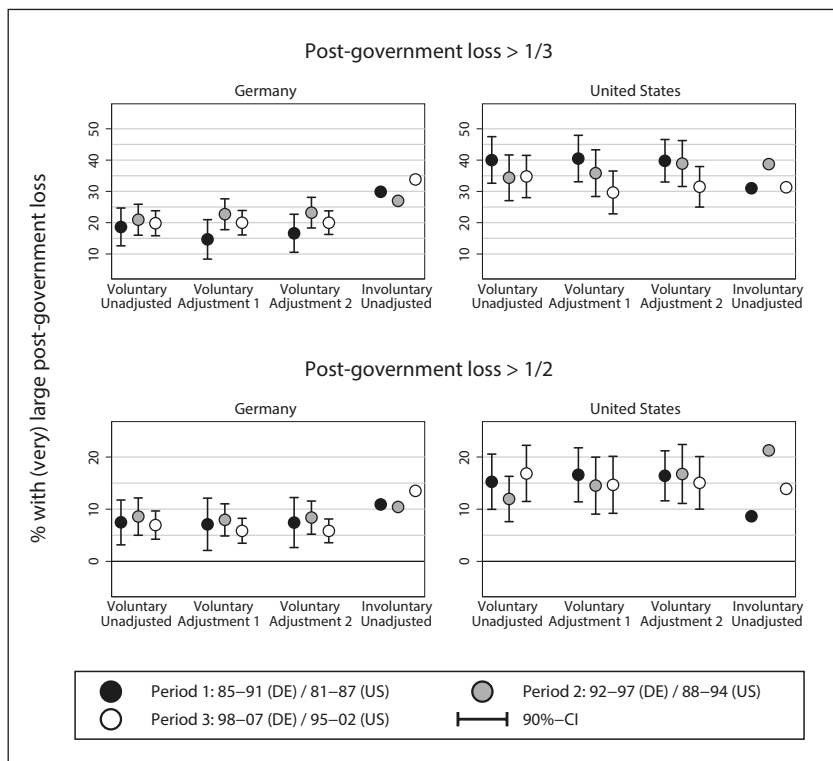 Post-government loss > 1/3
Germany
United States
50
40
30
20
10
50
40
30
20
10
Voluntary Unadjusted
Voluntary Adjustment 1
Voluntary Adjustment 2
Involuntary Unadjusted
Voluntary Unadjusted
Voluntary Adjustment 1
Voluntary Adjustment 2
Involuntary Unadjusted
% with (very) large post-government loss
Post-government loss > 1/2
Germany
United States
20
10
0
20
10
0
Voluntary Unadjusted
Voluntary Adjustment 1
Voluntary Adjustment 2
Involuntary Unadjusted
Voluntary Unadjusted
Voluntary Adjustment 1
Voluntary Adjustment 2
Involuntary Unadjusted
Period 1: 85–91 (DE) / 81–87 (US)
Period 2: 92–97 (DE) / 88–94 (US)
Period 3: 98–07 (DE) / 95–02 (US)
90%–CI